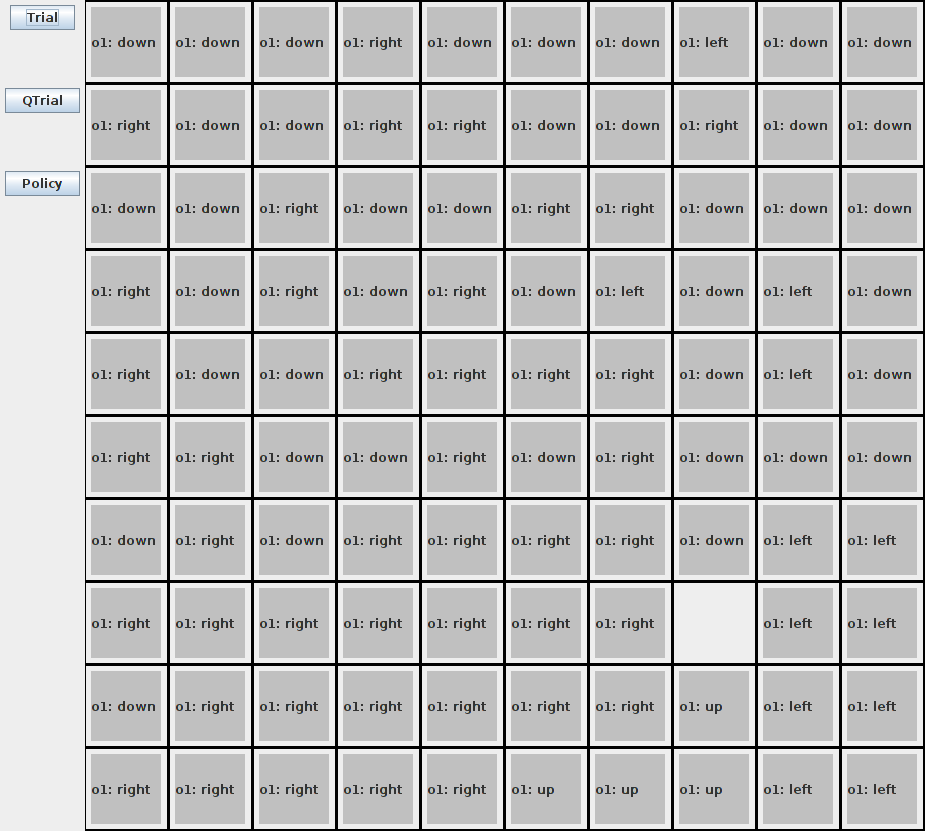 Trial
o1: down o1: down o1: down o1: right o1: down o1: down o1: down o1: left o1: down o1: down
QTrial
o1: right o1: down o1: down o1: right o1: right o1: down o1: down o1: right o1: down o1: down
Policy
o1: down o1: down o1: right o1: down o1: down o1: right o1: right o1: down o1: down o1: down
o1: right o1: down o1: right o1: down o1: right o1: down o1: left o1: down o1: left o1: down
o1: right o1: down o1: down o1: right o1: right o1: right o1: right o1: down o1: left o1: down
o1: right o1: right o1: down o1: down o1: right o1: down o1: right o1: down o1: down o1: down
o1: down o1: right o1: down o1: right o1: right o1: right o1: right o1: down o1: left o1: left
o1: right o1: right o1: right o1: right o1: right o1: right o1: right o1: left o1: left
o1: down o1: right o1: right o1: right o1: right o1: right o1: right o1: up o1: left o1: left
o1: right o1: right o1: right o1: right o1: right o1: up o1: up o1: up o1: left o1: left